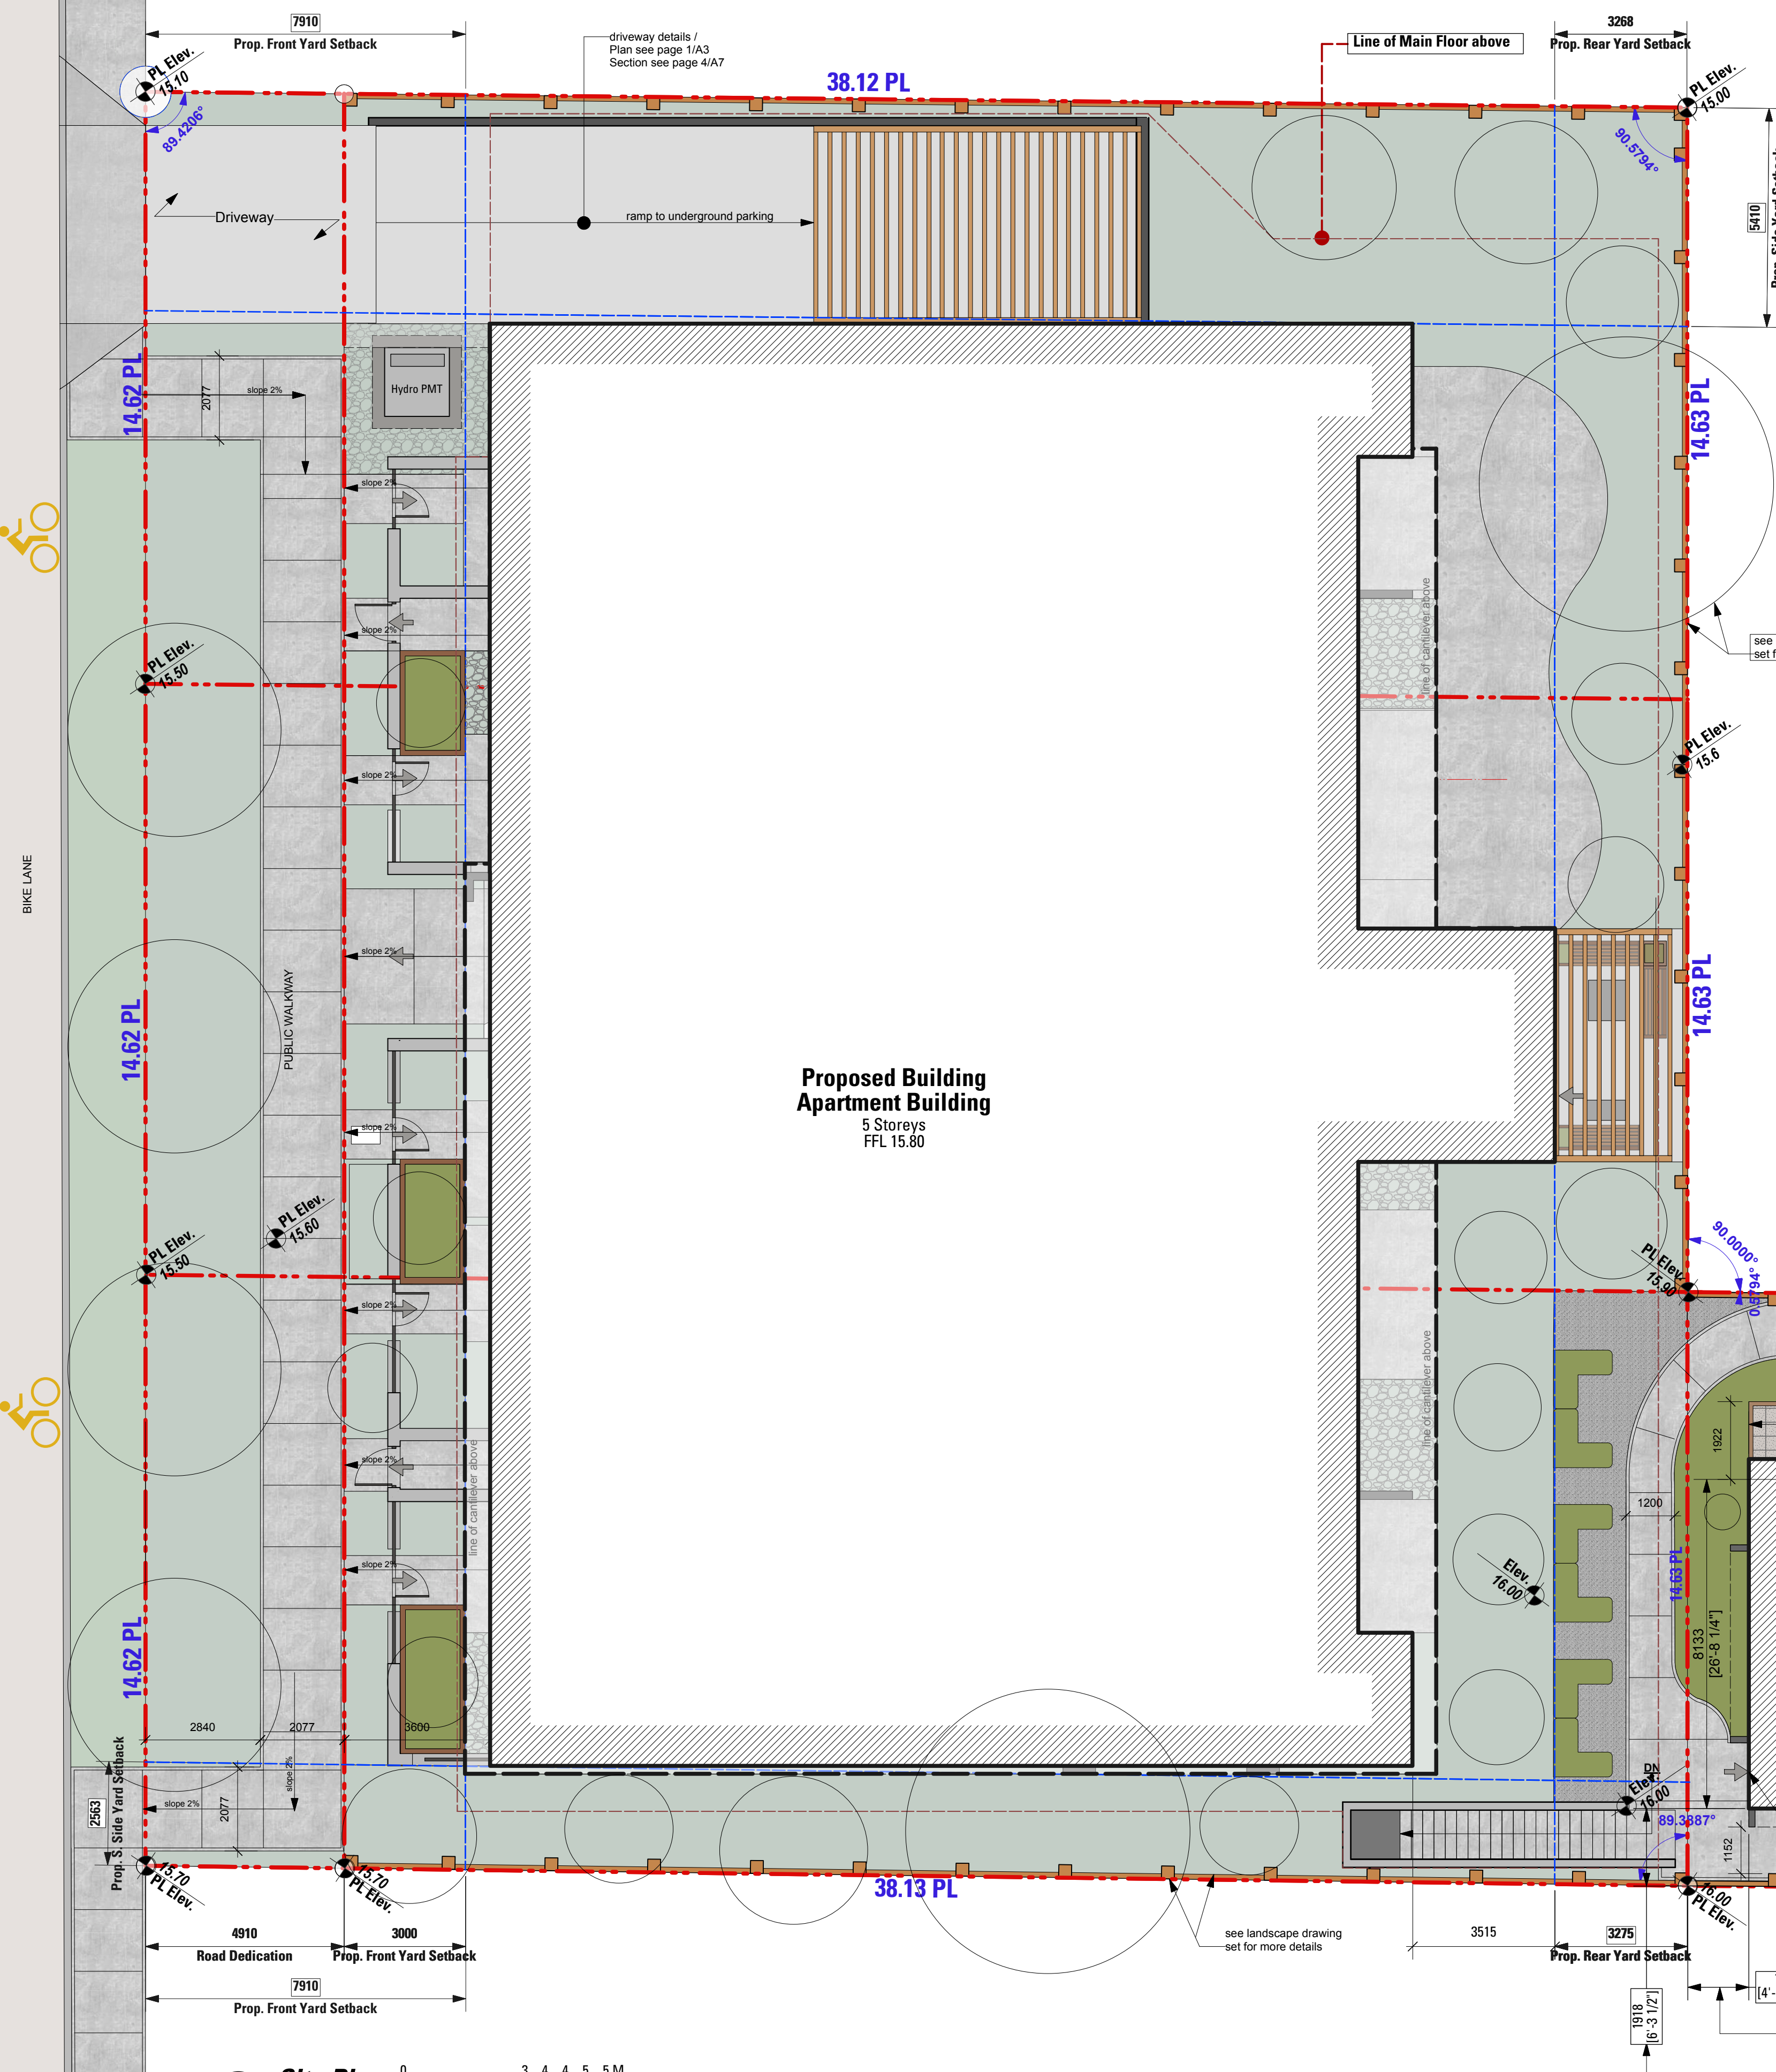 7910
Prop. Front Yard Setback
driveway details /
Plan see page 1/A3
Section see page 4/A7
Line of Main Floor above
3268
Prop. Rear Yard Setback
PL Elev.
15.10
38.12 PL
PL Elev.
15.00
89.4206°
90.5794°
5410
Driveway
ramp to underground parking
14.62 PL
2077
slope 2%
Hydro PMT
14.63 PL
slope 2%
line of cantilever above
slope 2%
see
set f
PL Elev.
15.50
PL Elev.
15.6
slope 2%
BIKE LANE
slope 2%
PUBLIC WALKWAY
14.62 PL
14.63 PL
Proposed Building
Apartment Building
5 Storeys
FFL 15.80
slope 2%
PL Elev.
15.60
PL Elev.
15.50
PL Elev.
15.90
90.0000°
0.5794°
slope 2%
line of cantilever above
1922
slope 2%
line of cantilever above
1200
slope 2%
Elev.
16.00
14.63 PL
8133
[26'-8 1/4"]
14.62 PL
2840
2077
3600
slope 2%
Prop. S. Side Yard Setback
2563
slope 2%
2077
DN
Elev.
16.00
89.3887°
1152
15.70
PL Elev.
15.70
PL Elev.
38.13 PL
16.00
PL Elev.
4910
Road Dedication
3000
Prop. Front Yard Setback
see landscape drawing
set for more details
3515
3275
Prop. Rear Yard Setback
7910
Prop. Front Yard Setback
1918
[6'-3 1/2"]
[4'-